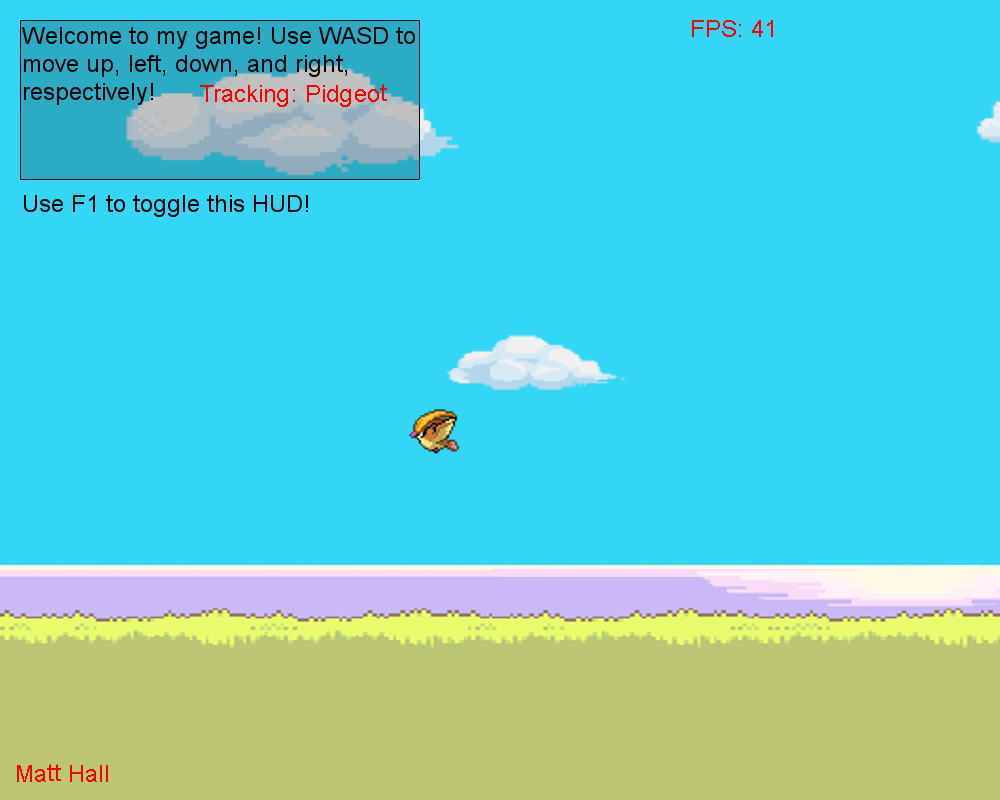 FPS: 41
Welcome to my game! Use WASD to
move up, left, down, and right,
respectively!
Tracking: Pidgeot
Use F1 to toggle this HUD!
Matt Hall